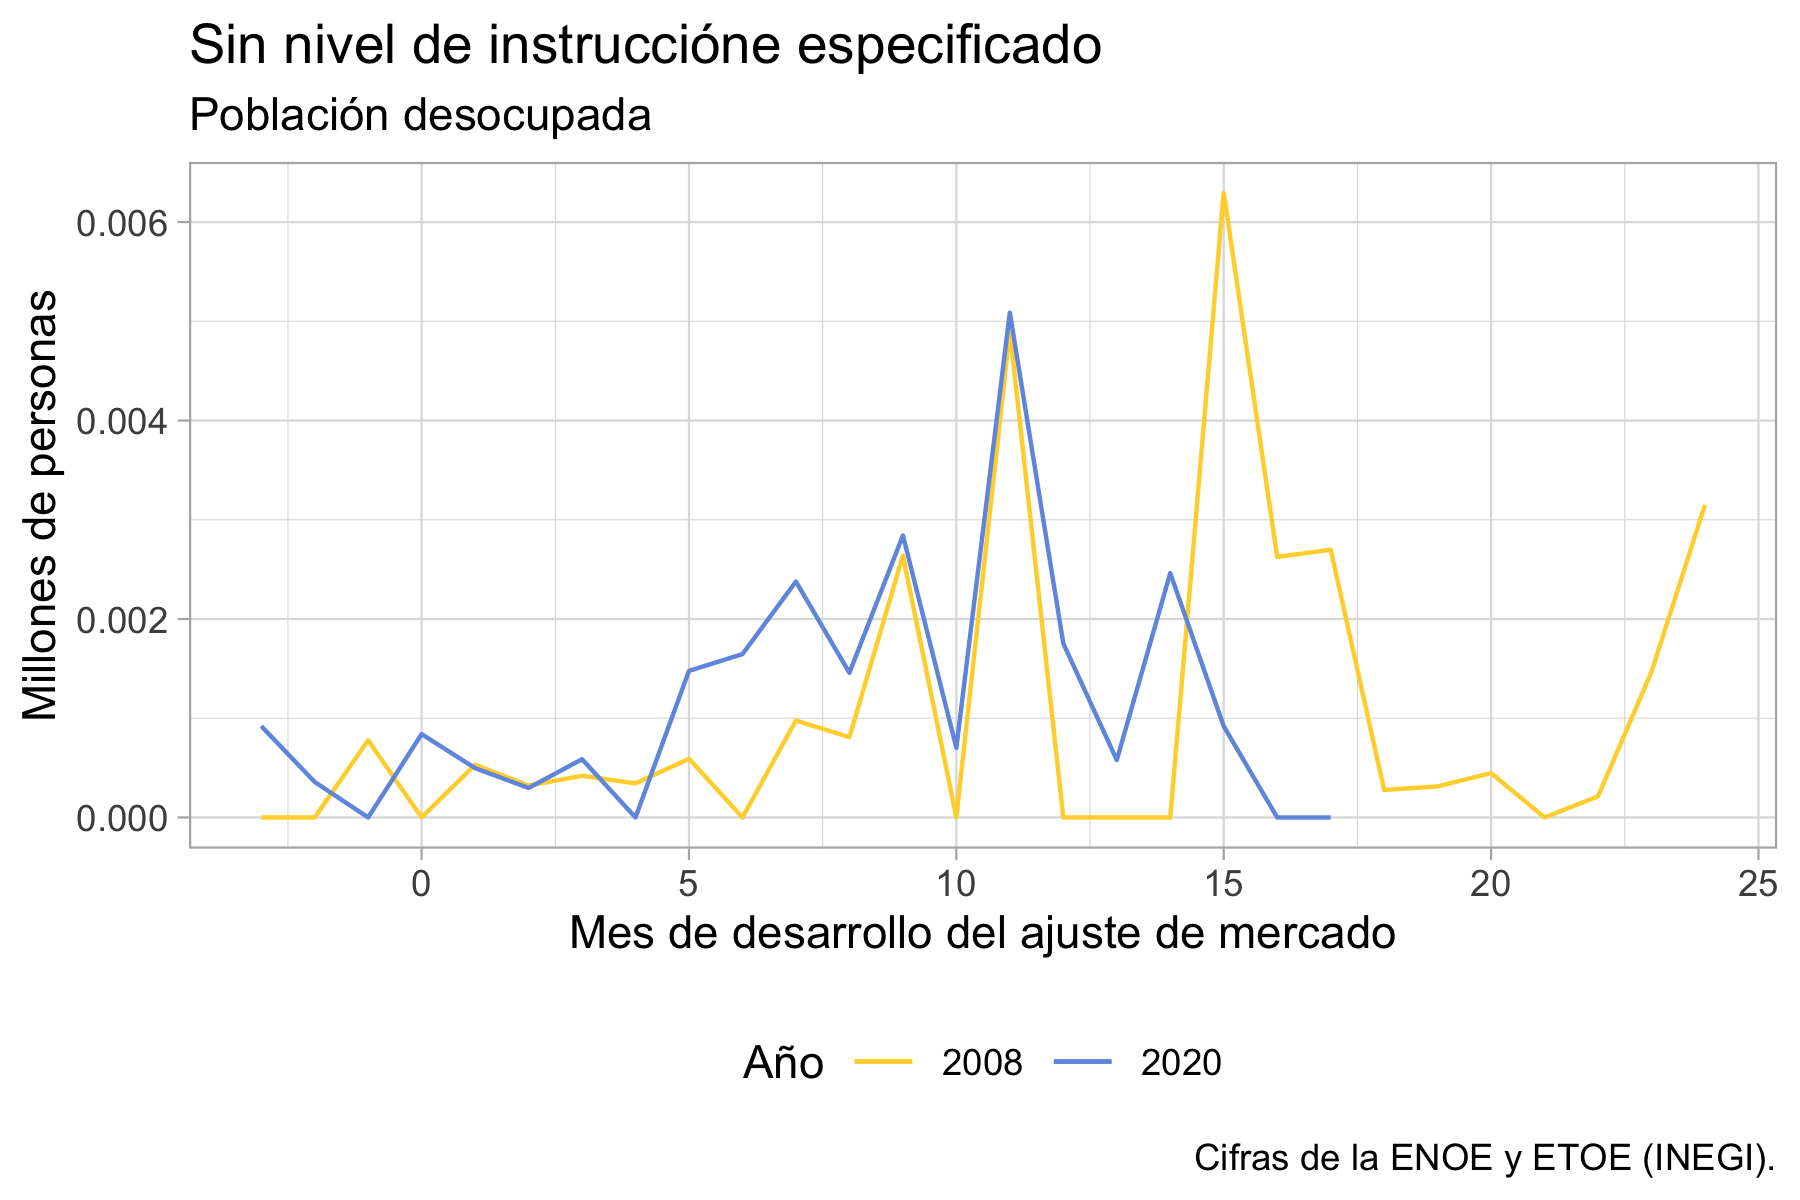 Sin nivel de instruccióne especificado
Población desocupada
Millones de personas
0.006
0.004
0.002
0.000
0 5 10 15 20 25
Mes de desarrollo del ajuste de mercado
Año 2008 2020
Cifras de la ENOE y ETOE (INEGI).